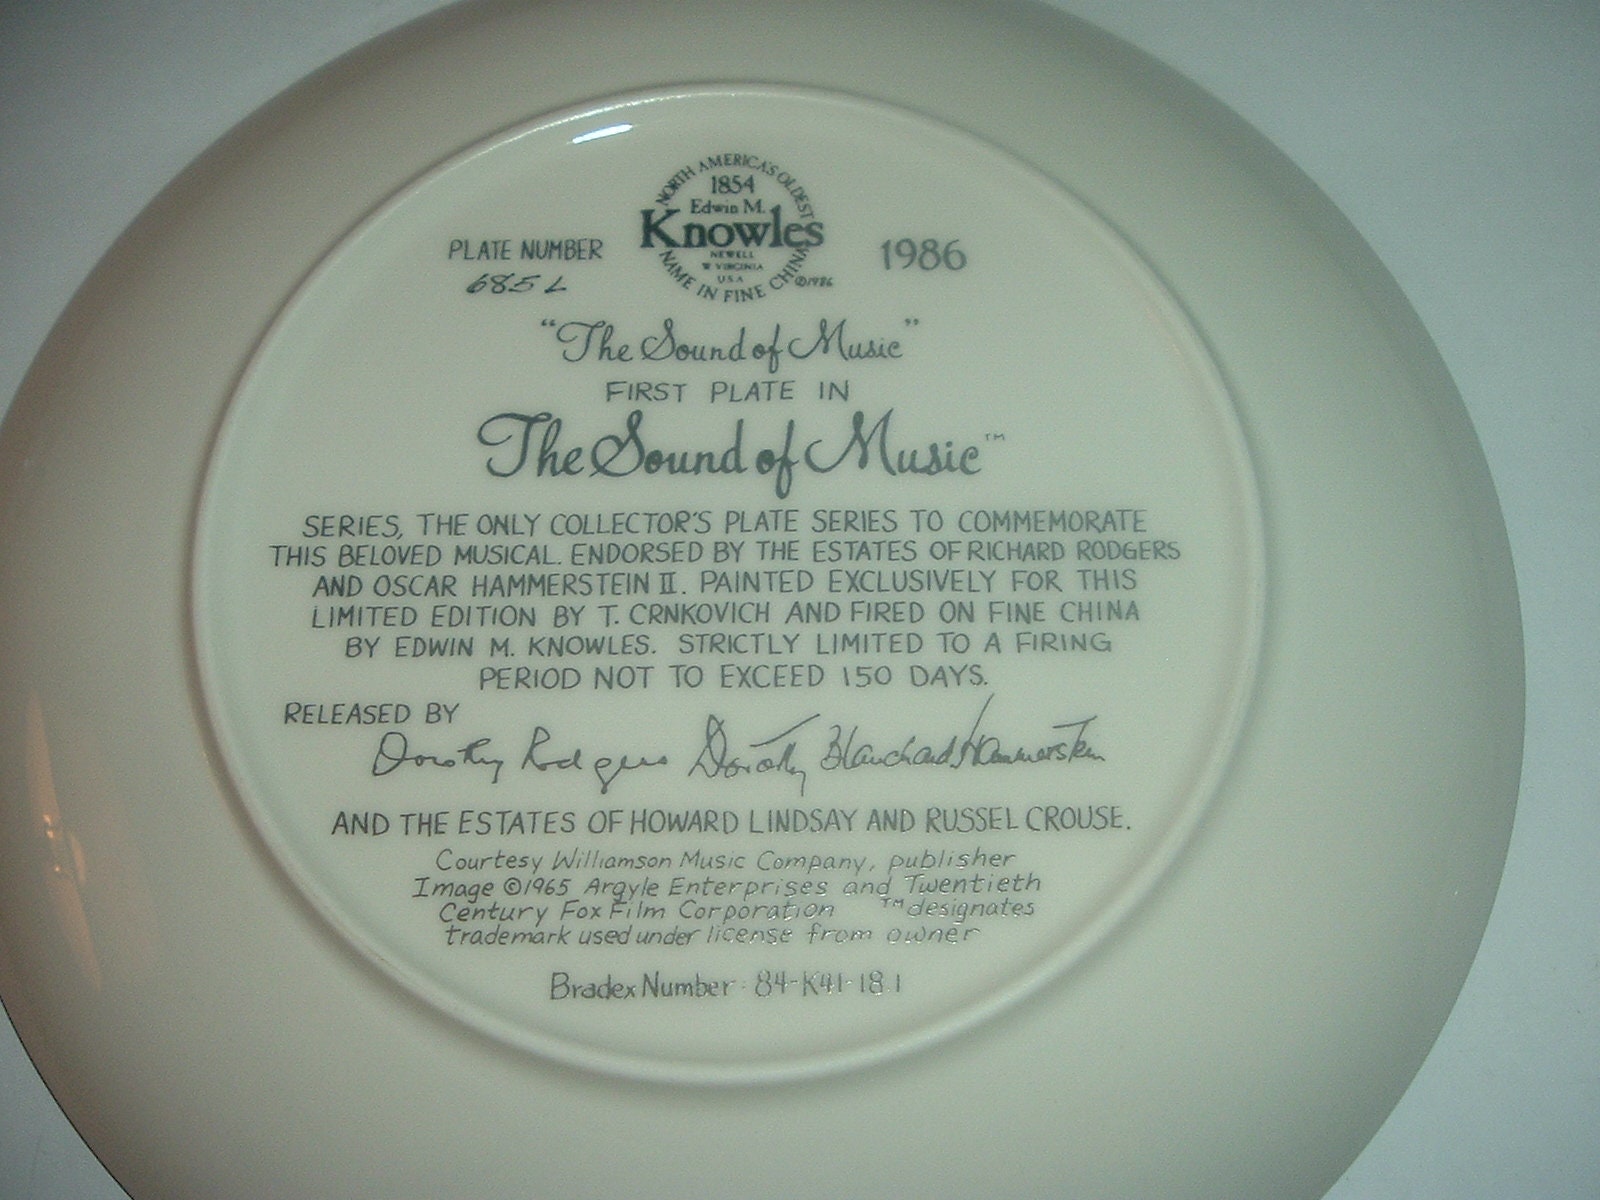 NORTH AMERICA'S OLDEST
1854
Edwin M.
Knowles
NEWELL
W VIRGINIA
USA
NAME IN FINE CHINA
©1986
PLATE NUMBER
685 L
1986
"The Sound of Music"
FIRST PLATE IN
The Sound of Music™
SERIES, THE ONLY COLLECTOR'S PLATE SERIES TO COMMEMORATE
THIS BELOVED MUSICAL. ENDORSED BY THE ESTATES OF RICHARD RODGERS
AND OSCAR HAMMERSTEIN II. PAINTED EXCLUSIVELY FOR THIS
LIMITED EDITION BY T. CRNKOVICH AND FIRED ON FINE CHINA
BY EDWIN M. KNOWLES. STRICTLY LIMITED TO A FIRING
PERIOD NOT TO EXCEED 150 DAYS.
RELEASED BY
Dorothy Rodgers Dorothy Blanchard Hammerstein
AND THE ESTATES OF HOWARD LINDSAY AND RUSSEL CROUSE.
Courtesy Williamson Music Company, publisher
Image ©1965 Argyle Enterprises and Twentieth
Century Fox Film Corporation ™ designates
trademark used under license from owner
Bradex Number: 84-K41-18.1